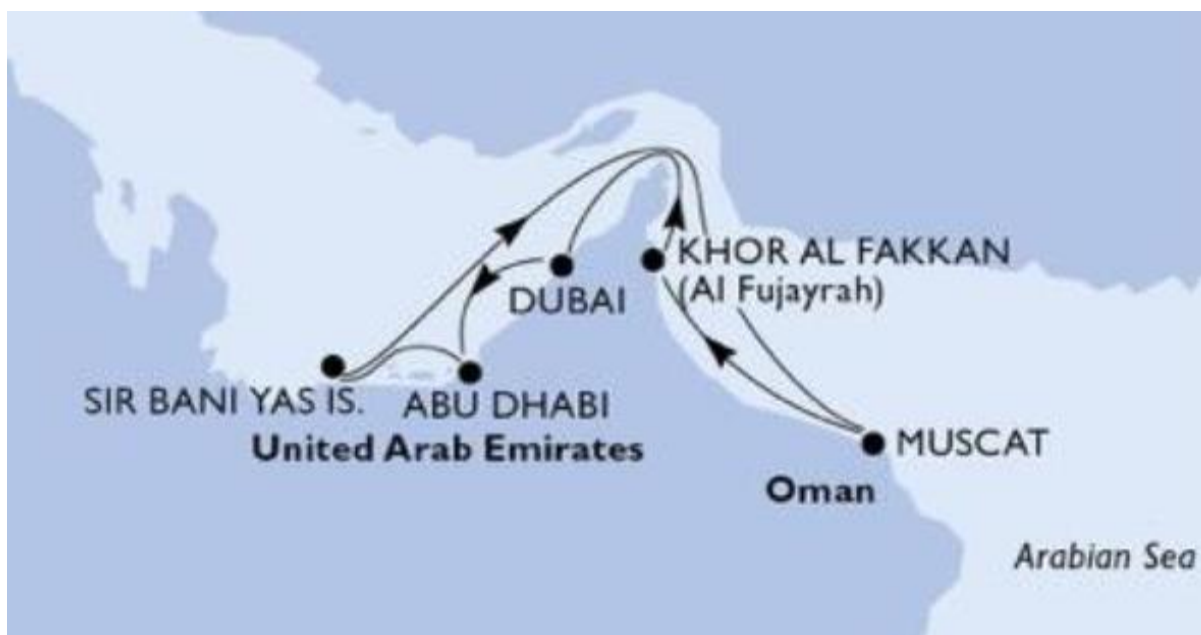 KHOR AL FAKKAN
(Al Fujayrah)
DUBAI
SIR BANI YAS IS.
ABU DHABI
United Arab Emirates
MUSCAT
Oman
Arabian Sea